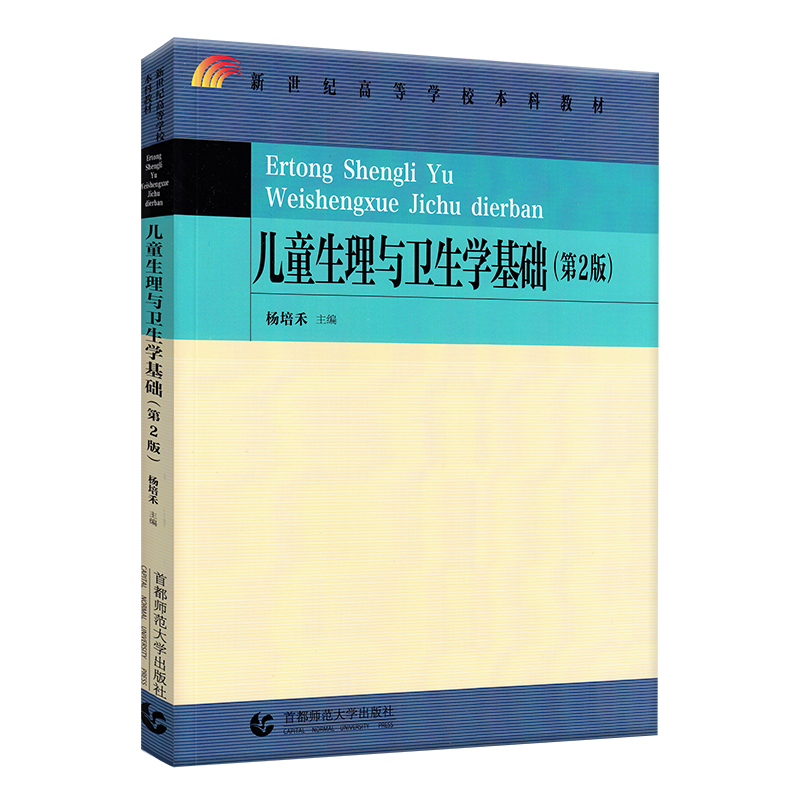 新世纪高等学校本科教材
Ertong Shengli Yu
Weishengxue Jichu dierban
儿童生理与卫生学基础(第2版)
杨培禾 主编
首都师范大学出版社
CAPITAL NORMAL UNIVERSITY PRESS
新世纪高等学校
本科教材
Ertong
Shengli
Yu
Weishengxue
Jichu
dierban
儿童生理与卫生学基础(第2版)
杨培禾 主编
首都师范大学出版社
CAPITAL NORMAL UNIVERSITY PRESS